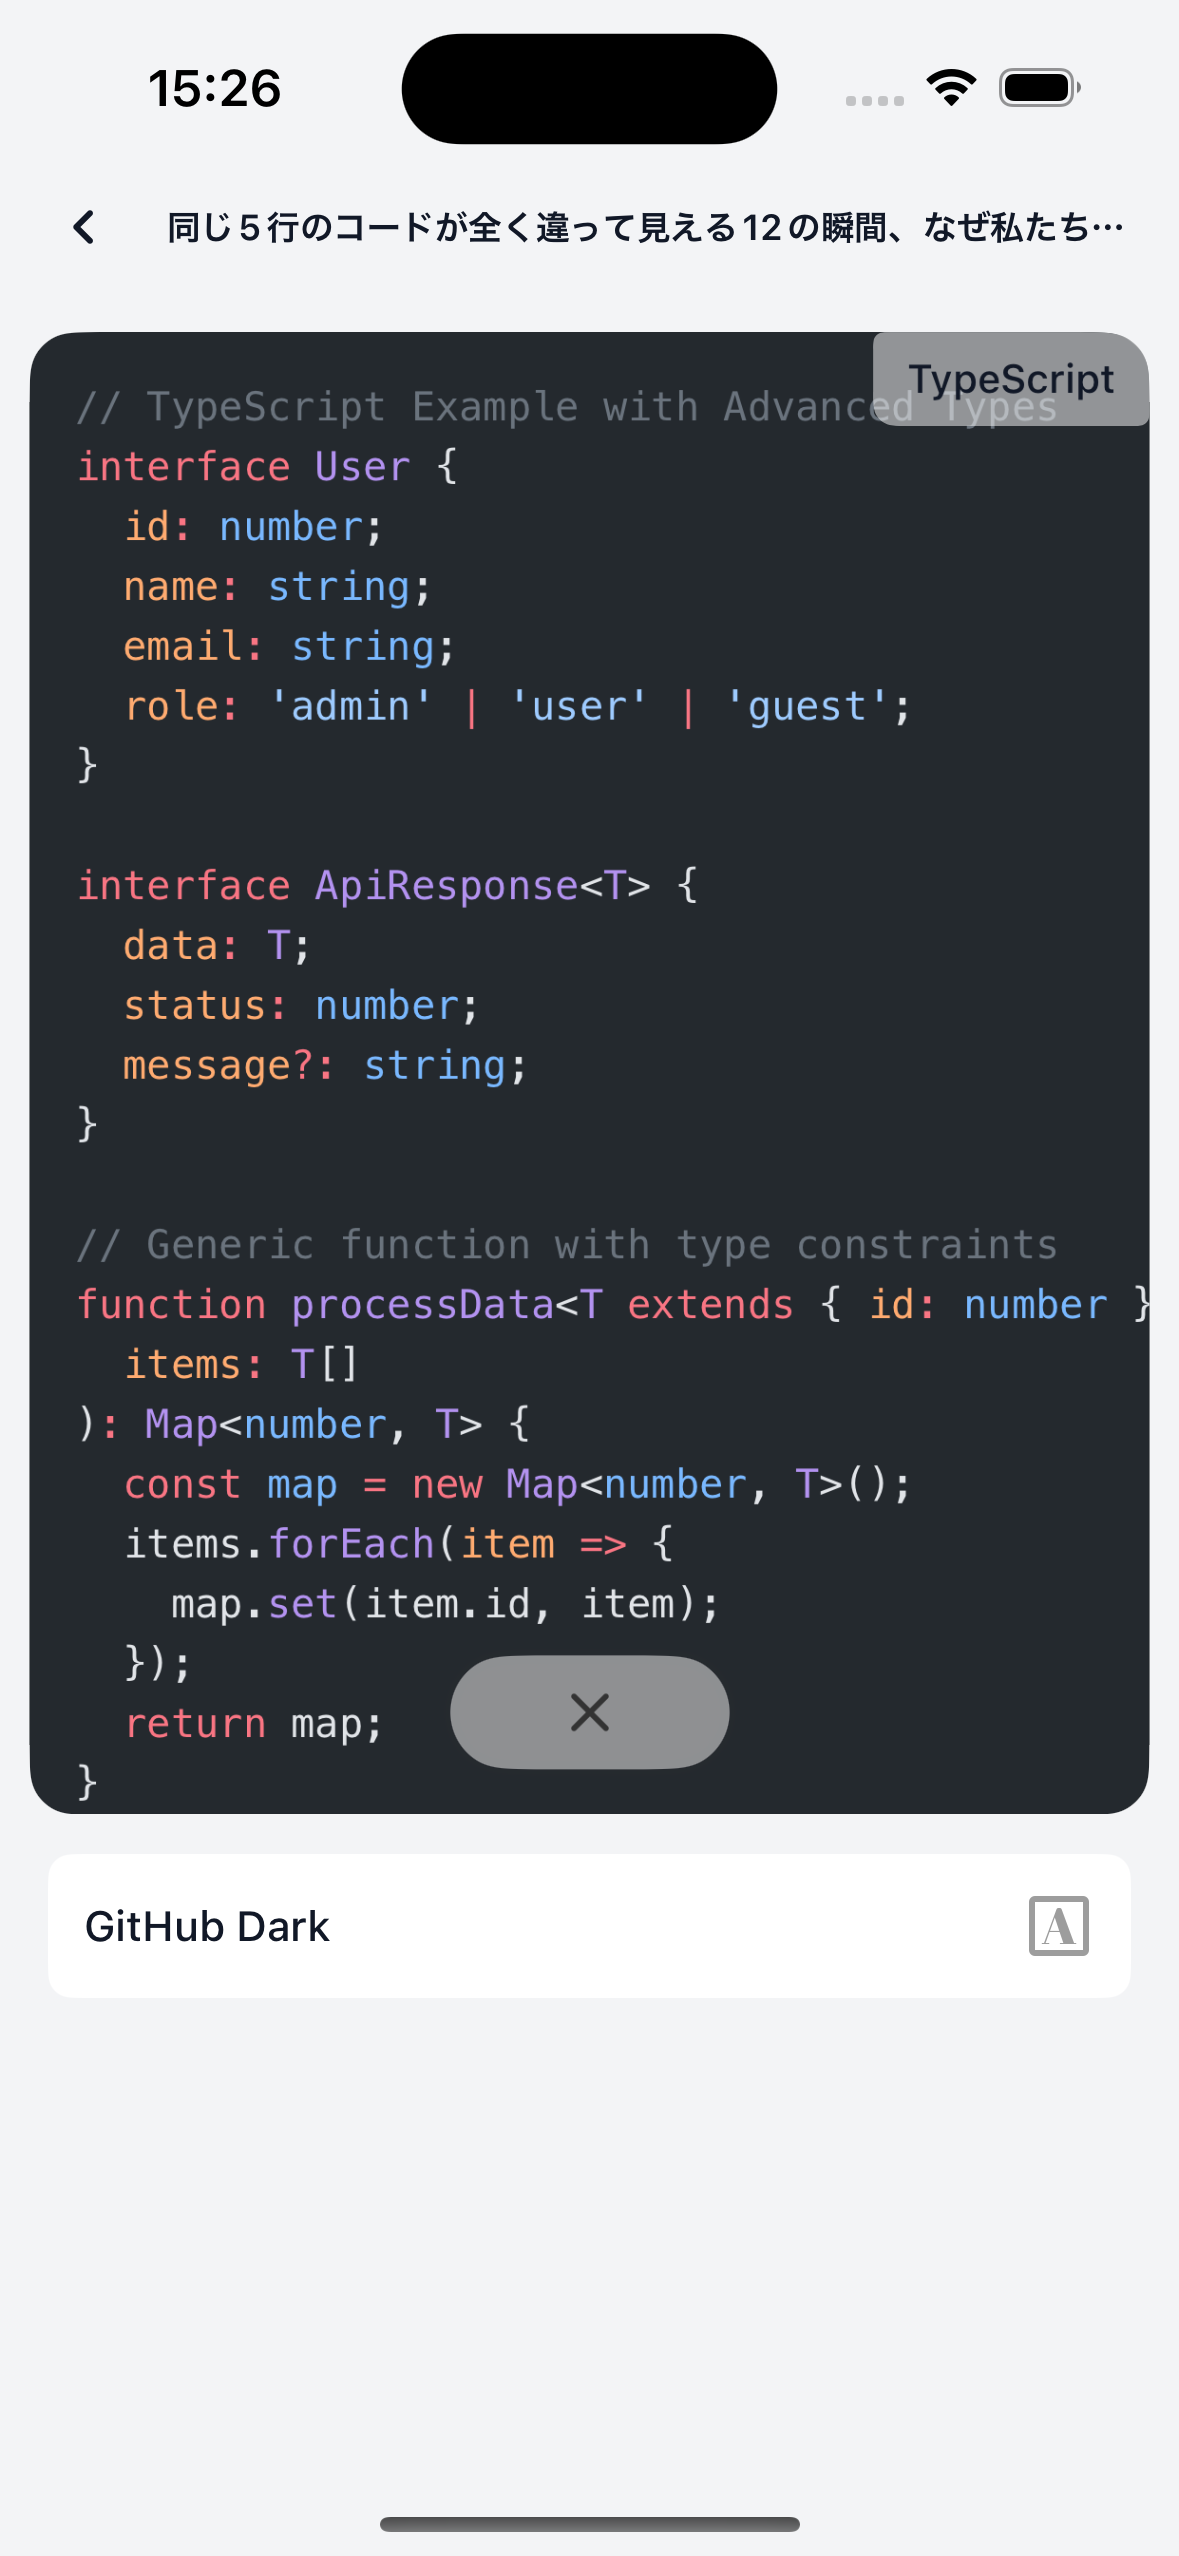 15:26
同じ5行のコードが全く違って見える12の瞬間、なぜ私たち…
TypeScript
// TypeScript Example with Advanced Types
interface User {
  id: number;
  name: string;
  email: string;
  role: 'admin' | 'user' | 'guest';
}
interface ApiResponse<T> {
  data: T;
  status: number;
  message?: string;
}
// Generic function with type constraints
function processData<T extends { id: number }
  items: T[]
): Map<number, T> {
  const map = new Map<number, T>();
  items.forEach(item => {
    map.set(item.id, item);
  });
  return map;
}
GitHub Dark
A